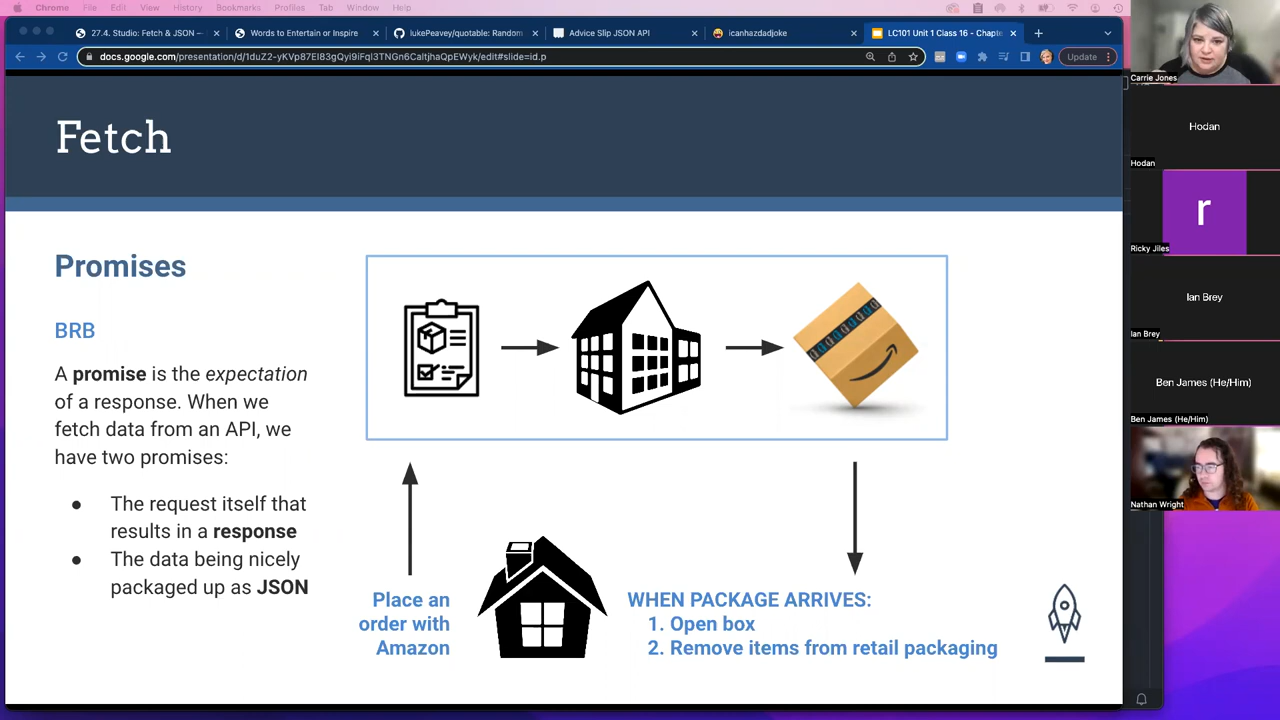 Chrome File Edit View History Bookmarks Profiles Tab Window Help
27.4. Studio: Fetch & JSON —
Words to Entertain or Inspire
lukePeavey/quotable: Random
Advice Slip JSON API
icanhazdadjoke
LC101 Unit 1 Class 16 - Chapte
docs.google.com/presentation/d/1duZ2-yKVp87El83gQyl9iFql3TNGn6CaltjhaQpEWyk/edit#slide=id.p
Update
Fetch
Promises
BRB
A promise is the expectation
of a response. When we
fetch data from an API, we
have two promises:
● The request itself that
results in a response
● The data being nicely
packaged up as JSON
Place an
order with
Amazon
WHEN PACKAGE ARRIVES:
1. Open box
2. Remove items from retail packaging
Carrie Jones
Hodan
Hodan
r
Ricky Jiles
Ian Brey
Ian Brey
Ben James (He/Him)
Ben James (He/Him)
Nathan Wright